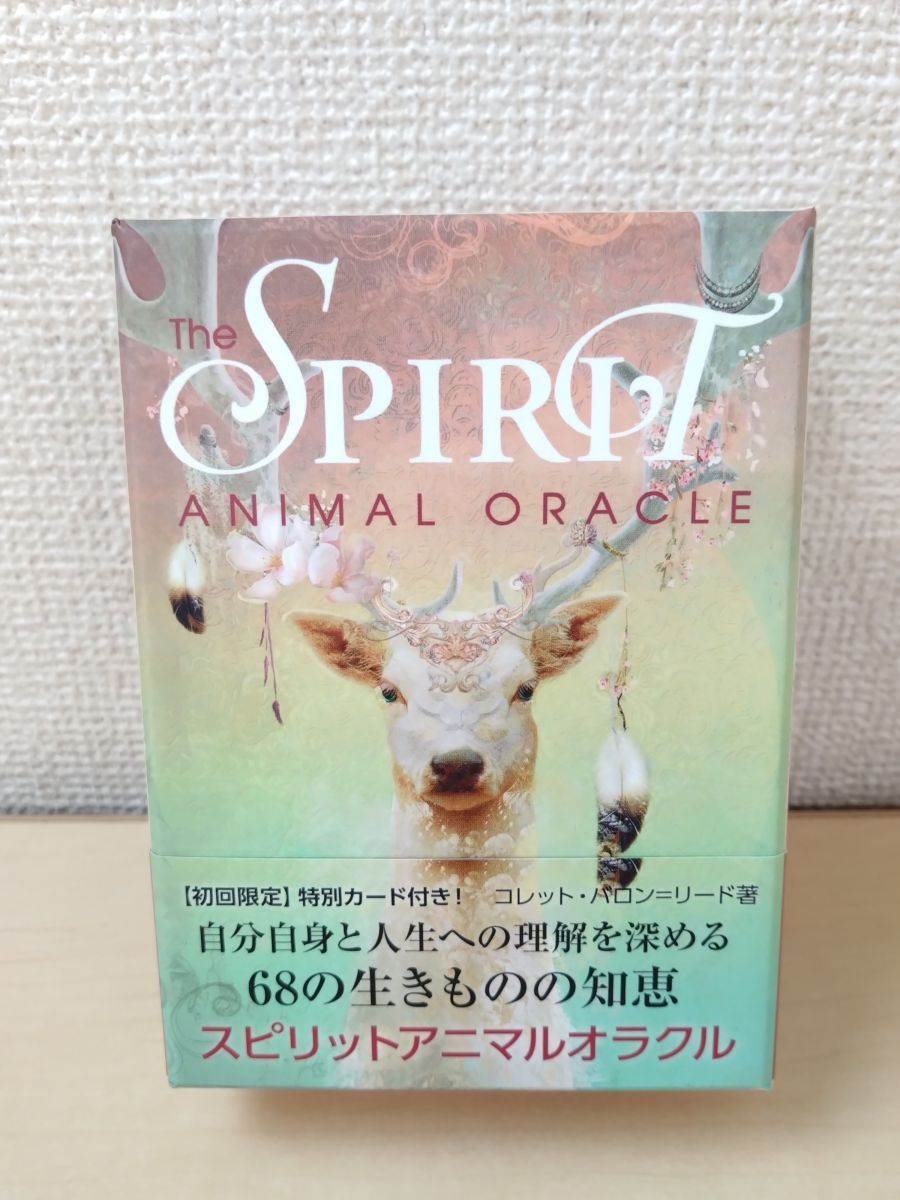 The
SPIRIT
ANIMAL ORACLE
【初回限定】特別カード付き! コレット・バロン=リード著
自分自身と人生への理解を深める
68の生きものの知恵
スピリットアニマルオラクル